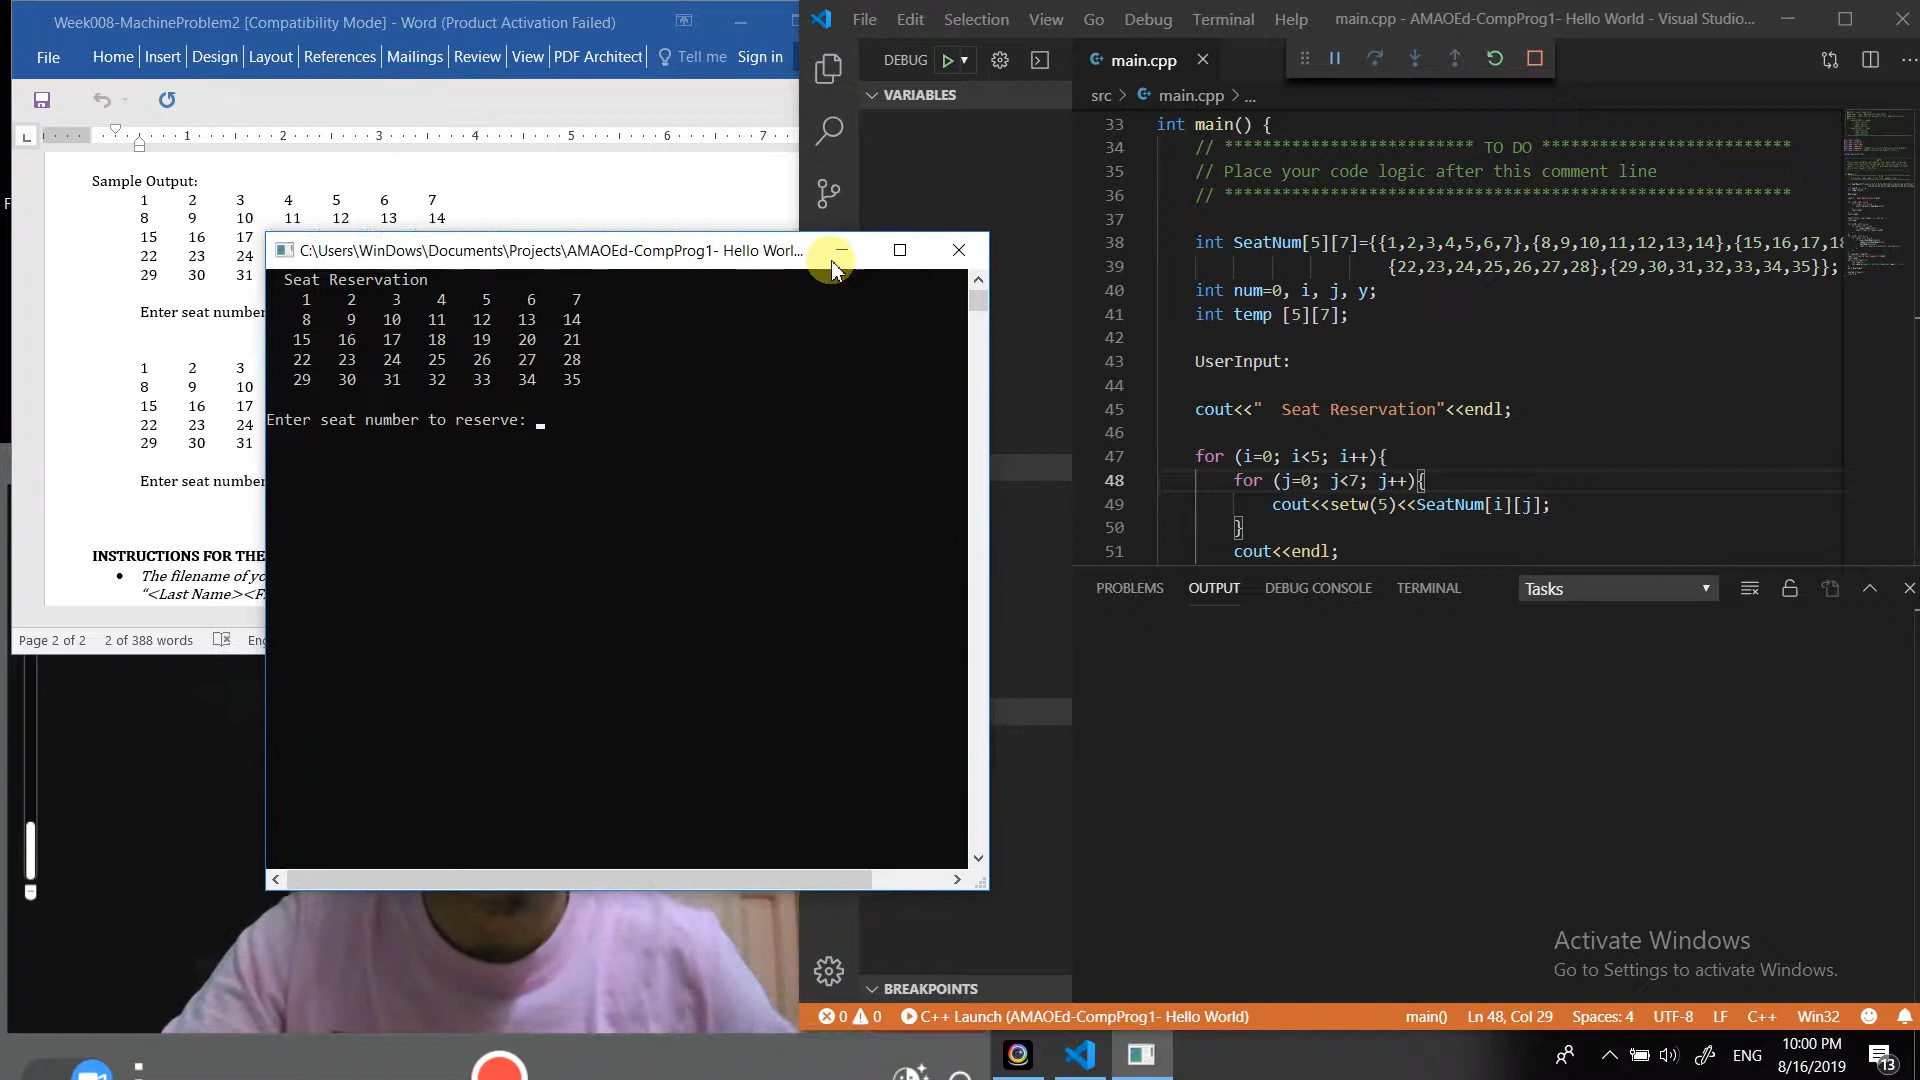 Week008-MachineProblem2 [Compatibility Mode] - Word (Product Activation Failed)
File Home Insert Design Layout References Mailings Review View PDF Architect Tell me Sign in
1 2 3 4 5 6 7
Sample Output:
1 2 3 4 5 6 7
8 9 10 11 12 13 14
15 16 17
22 23 24
29 30 31
Enter seat number
1 2 3
8 9 10
15 16 17
22 23 24
29 30 31
Enter seat number
INSTRUCTIONS FOR THE
• The filename of yo
"<Last Name><F
Page 2 of 2 2 of 388 words
C:\Users\WinDows\Documents\Projects\AMAOEd-CompProg1- Hello Worl...
Seat Reservation
1 2 3 4 5 6 7
8 9 10 11 12 13 14
15 16 17 18 19 20 21
22 23 24 25 26 27 28
29 30 31 32 33 34 35
Enter seat number to reserve:
File Edit Selection View Go Debug Terminal Help main.cpp - AMAOEd-CompProg1- Hello World - Visual Studio...
DEBUG
VARIABLES
main.cpp
src > main.cpp > ...
33 int main() {
34 // ************************** TO DO **************************
35 // Place your code logic after this comment line
36 // ***********************************************************
37
38 int SeatNum[5][7]={{1,2,3,4,5,6,7},{8,9,10,11,12,13,14},{15,16,17,18
39 {22,23,24,25,26,27,28},{29,30,31,32,33,34,35}};
40 int num=0, i, j, y;
41 int temp [5][7];
42
43 UserInput:
44
45 cout<<"  Seat Reservation"<<endl;
46
47 for (i=0; i<5; i++){
48 for (j=0; j<7; j++){
49 cout<<setw(5)<<SeatNum[i][j];
50 }
51 cout<<endl;
PROBLEMS OUTPUT DEBUG CONSOLE TERMINAL Tasks
Activate Windows
Go to Settings to activate Windows.
BREAKPOINTS
0 0 C++ Launch (AMAOEd-CompProg1- Hello World) main() Ln 48, Col 29 Spaces: 4 UTF-8 LF C++ Win32
ENG
10:00 PM
8/16/2019
13